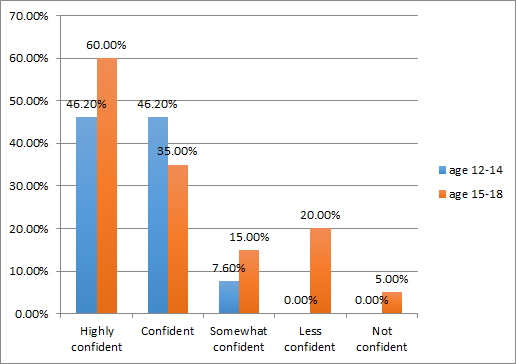 70.00%
60.00%
50.00%
40.00%
30.00%
20.00%
10.00%
0.00%
46.20%
60.00%
46.20%
35.00%
7.60%
15.00%
0.00%
20.00%
0.00%
5.00%
Highly
confident
Confident
Somewhat
confident
Less
confident
Not
confident
age 12-14
age 15-18